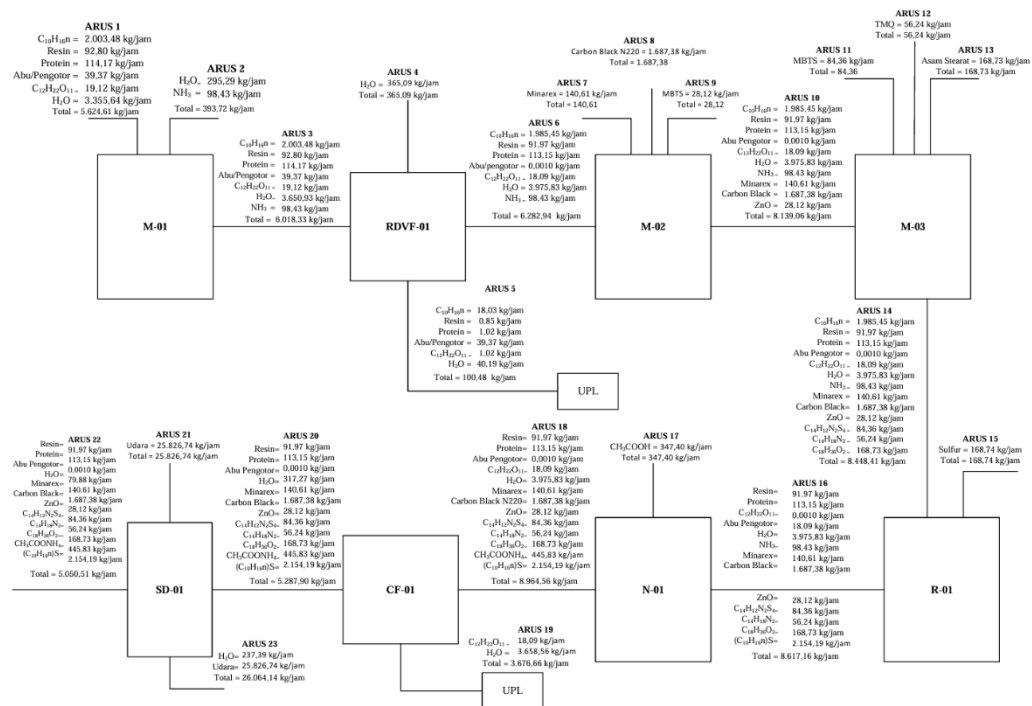 ARUS 1
C₁₀H₁₆n = 2.003,48 kg/jam
Resin = 92,80 kg/jam
Protein = 114,17 kg/jam
Abu/Pengotor= 39,37 kg/jam
C₁₂H₂₂O₁₁₌ 19,12 kg/jam
H₂O = 3.355,64 kg/jam
Total = 5.624,61 kg/jam
ARUS 2
H₂O₌ 295,29 kg/jam
NH₃ = 98,43 kg/jam
Total = 393,72 kg/jam
ARUS 3
C₁₀H₁₆n = 2.003,48 kg/jam
Resin = 92,80 kg/jam
Protein = 114,17 kg/jam
Abu/Pengotor= 39,37 kg/jam
C₁₂H₂₂O₁₁₌ 19,12 kg/jam
H₂O₌ 3.650,93 kg/jam
NH₃ = 98,43 kg/jam
Total = 6.018,33 kg/jam
ARUS 4
H₂O = 365,09 kg/jam
Total = 365,09 kg/jam
ARUS 6
C₁₀H₁₆n = 1.985,45 kg/jam
Resin = 91,97 kg/jam
Protein = 113,15 kg/jam
Abu/pengotor= 0,0010 kg/jam
C₁₂H₂₂O₁₁₌ 18,09 kg/jam
H₂O = 3.975,83 kg/jam
NH₃₌ 98,43 kg/jam
Total = 6.282,94 kg/jam
ARUS 7
Minarex = 140,61 kg/jam
Total = 140,61
ARUS 8
Carbon Black N220 = 1.687,38 kg/jam
Total = 1.687,38
ARUS 9
MBTS = 28,12 kg/jam
Total = 28,12
ARUS 10
C₁₀H₁₆n = 1.985,45 kg/jam
Resin = 91,97 kg/jam
Protein = 113,15 kg/jam
Abu Pengotor= 0,0010 kg/jam
C₁₂H₂₂O₁₁₌ 18,09 kg/jam
H₂O = 3.975,83 kg/jam
NH₃₌ 98,43 kg/jam
Minarex = 140,61 kg/jam
Carbon Black = 1.687,38 kg/jam
ZnO = 28,12 kg/jam
Total = 8.139,06 kg/jam
ARUS 11
MBTS = 84,36 kg/jam
Total = 84,36
ARUS 12
TMQ = 56,24 kg/jam
Total = 56,24 kg/jam
ARUS 13
Asam Stearat = 168,73 kg/jam
Total = 168,73 kg/jam
M-01
RDVF-01
M-02
M-03
ARUS 5
C₁₀H₁₆n = 18,03 kg/jam
Resin = 0,85 kg/jam
Protein = 1,02 kg/jam
Abu/Pengotor= 39,37 kg/jam
C₁₂H₂₂O₁₁₌ 1,02 kg/jam
H₂O = 40,19 kg/jam
Total = 100,48 kg/jam
UPL
ARUS 14
C₁₀H₁₆n = 1.985,45 kg/jam
Resin = 91,97 kg/jam
Protein = 113,15 kg/jam
Abu Pengotor = 0,0010 kg/jam
C₁₂H₂₂O₁₁₌ 18,09 kg/jam
H₂O = 3.975,83 kg/jam
NH₃₌ 98,43 kg/jam
Minarex = 140,61 kg/jam
Carbon Black= 1.687,38 kg/jam
ZnO = 28,12 kg/jam
C₁₄H₁₂N₂S₄₌ 84,36 kg/jam
C₁₄H₁₈N₂₌ 56,24 kg/jam
C₁₈H₃₆O₂₌ 168,73 kg/jam
Total = 8.448,41 kg/jam
ARUS 15
Sulfur = 168,74 kg/jam
Total = 168,74 kg/jam
ARUS 22
Resin= 91,97 kg/jam
Protein= 113,15 kg/jam
Abu Pengotor= 0,0010 kg/jam
H₂O= 79,88 kg/jam
Minarex= 140,61 kg/jam
Carbon Black= 1.687,38 kg/jam
ZnO= 28,12 kg/jam
C₁₄H₁₂N₂S₄₌ 84,36 kg/jam
C₁₄H₁₈N₂₌ 56,24 kg/jam
C₁₈H₃₆O₂₌ 168,73 kg/jam
CH₃COONH₄₌ 445,83 kg/jam
(C₁₀H₁₆n)S= 2.154,19 kg/jam
Total = 5.050,51 kg/jam
ARUS 21
Udara = 25.826,74 kg/jam
Total = 25.826,74 kg/jam
ARUS 20
Resin= 91,97 kg/jam
Protein= 113,15 kg/jam
Abu Pengotor= 0,0010 kg/jam
H₂O= 317,27 kg/jam
Minarex= 140,61 kg/jam
Carbon Black= 1.687,38 kg/jam
ZnO= 28,12 kg/jam
C₁₄H₁₂N₂S₄₌ 84,36 kg/jam
C₁₄H₁₈N₂₌ 56,24 kg/jam
C₁₈H₃₆O₂₌ 168,73 kg/jam
CH₃COONH₄₌ 445,83 kg/jam
(C₁₀H₁₆n)S= 2.154,19 kg/jam
Total = 5.287,90 kg/jam
ARUS 18
Resin= 91,97 kg/jam
Protein= 113,15 kg/jam
Abu Pengotor= 0,0010 kg/jam
C₁₂H₂₂O₁₁₌ 18,09 kg/jam
H₂O= 3.975,83 kg/jam
Minarex= 140,61 kg/jam
Carbon Black N220= 1.687,38 kg/jam
ZnO= 28,12 kg/jam
C₁₄H₁₂N₂S₄₌ 84,36 kg/jam
C₁₄H₁₈N₂₌ 56,24 kg/jam
C₁₈H₃₆O₂₌ 168,73 kg/jam
CH₃COONH₄₌ 445,83 kg/jam
(C₁₀H₁₆n)S= 2.154,19 kg/jam
Total = 8.964,56 kg/jam
ARUS 17
CH₃COOH = 347,40 kg/jam
Total = 347,40 kg/jam
ARUS 16
Resin= 91,97 kg/jam
Protein= 113,15 kg/jam
C₁₂H₂₂O₁₁₌ 0,0010 kg/jam
Abu Pengotor= 18,09 kg/jam
H₂O= 3.975,83 kg/jam
NH₃₌ 98,43 kg/jam
Minarex= 140,61 kg/jam
Carbon Black= 1.687,38 kg/jam
ZnO= 28,12 kg/jam
C₁₄H₁₂N₂S₄₌ 84,36 kg/jam
C₁₄H₁₈N₂₌ 56,24 kg/jam
C₁₈H₃₆O₂₌ 168,73 kg/jam
(C₁₀H₁₆n)S= 2.154,19 kg/jam
Total = 8.617,16 kg/jam
SD-01
CF-01
N-01
R-01
ARUS 23
H₂O= 237,39 kg/jam
Udara= 25.826,74 kg/jam
Total = 26.064,14 kg/jam
ARUS 19
C₁₂H₂₂O₁₁₌ 18,09 kg/jam
H₂O = 3.658,56 kg/jam
Total = 3.676,66 kg/jam
UPL